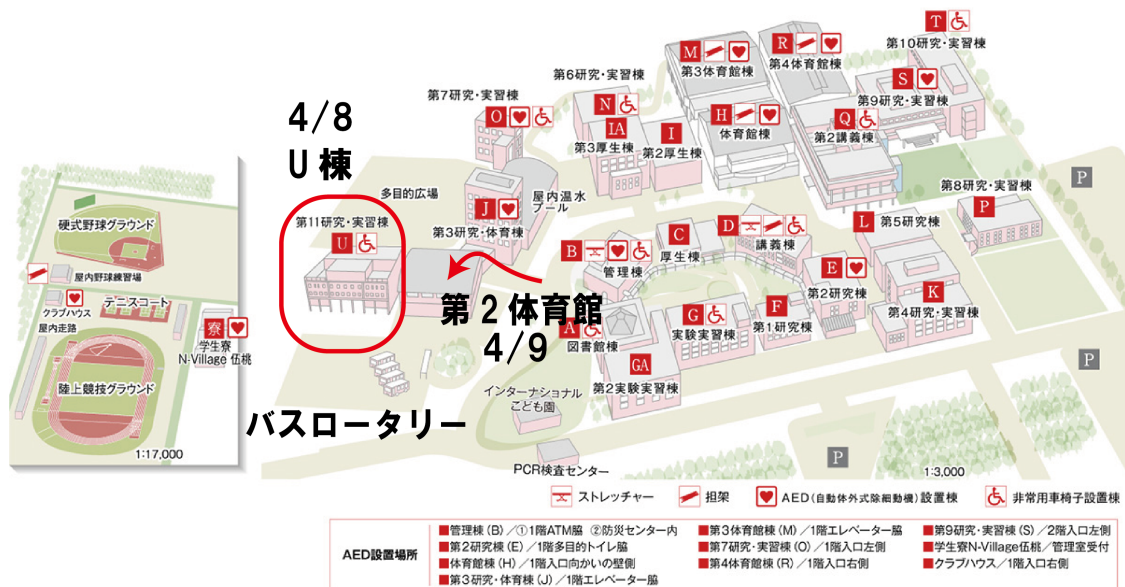 4/8
U棟
第2体育館
4/9
バスロータリー
硬式野球グラウンド
屋内野球練習場
クラブハウス
テニスコート
屋内走路
寮
学生寮
N-Village 伍桃
陸上競技グラウンド
1:17,000
T
第10研究・実習棟
R
第4体育館棟
M
第3体育館棟
S
第9研究・実習棟
第6研究・実習棟
N
IA
第3厚生棟
I
第2厚生棟
H
体育館棟
Q
第2講義棟
第7研究・実習棟
O
多目的広場
屋内温水
プール
J
第3研究・体育棟
第11研究・実習棟
U
B
管理棟
C
厚生棟
D
講義棟
L
第5研究棟
第8研究・実習棟
P
P
E
第2研究棟
K
第4研究・実習棟
A
図書館棟
G
実験実習棟
F
第1研究棟
GA
第2実験実習棟
P
インターナショナル
こども園
PCR検査センター
P
1:3,000
ストレッチャー
担架
AED(自動体外式除細動機)設置棟
非常用車椅子設置棟
AED設置場所
■管理棟(B)/①1階ATM脇 ②防災センター内
■第2研究棟(E)/1階多目的トイレ脇
■体育館棟(H)/1階入口向かいの壁側
■第3研究・体育棟(J)/1階エレベーター脇
■第3体育館棟(M)/1階エレベーター脇
■第7研究・実習棟(O)/1階入口左側
■第4体育館棟(R)/1階入口右側
■第9研究・実習棟(S)/2階入口左側
■学生寮N-Village伍桃/管理室受付
■クラブハウス/1階入口右側